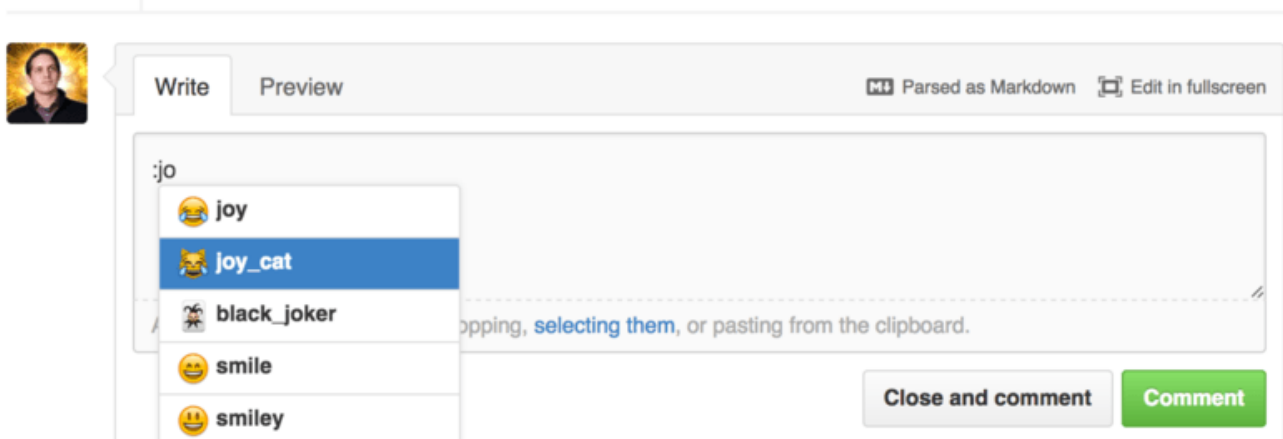 Write Preview Parsed as Markdown Edit in fullscreen
:jo
joy
joy_cat
black_joker
opping, selecting them, or pasting from the clipboard.
smile
smiley
Close and comment Comment